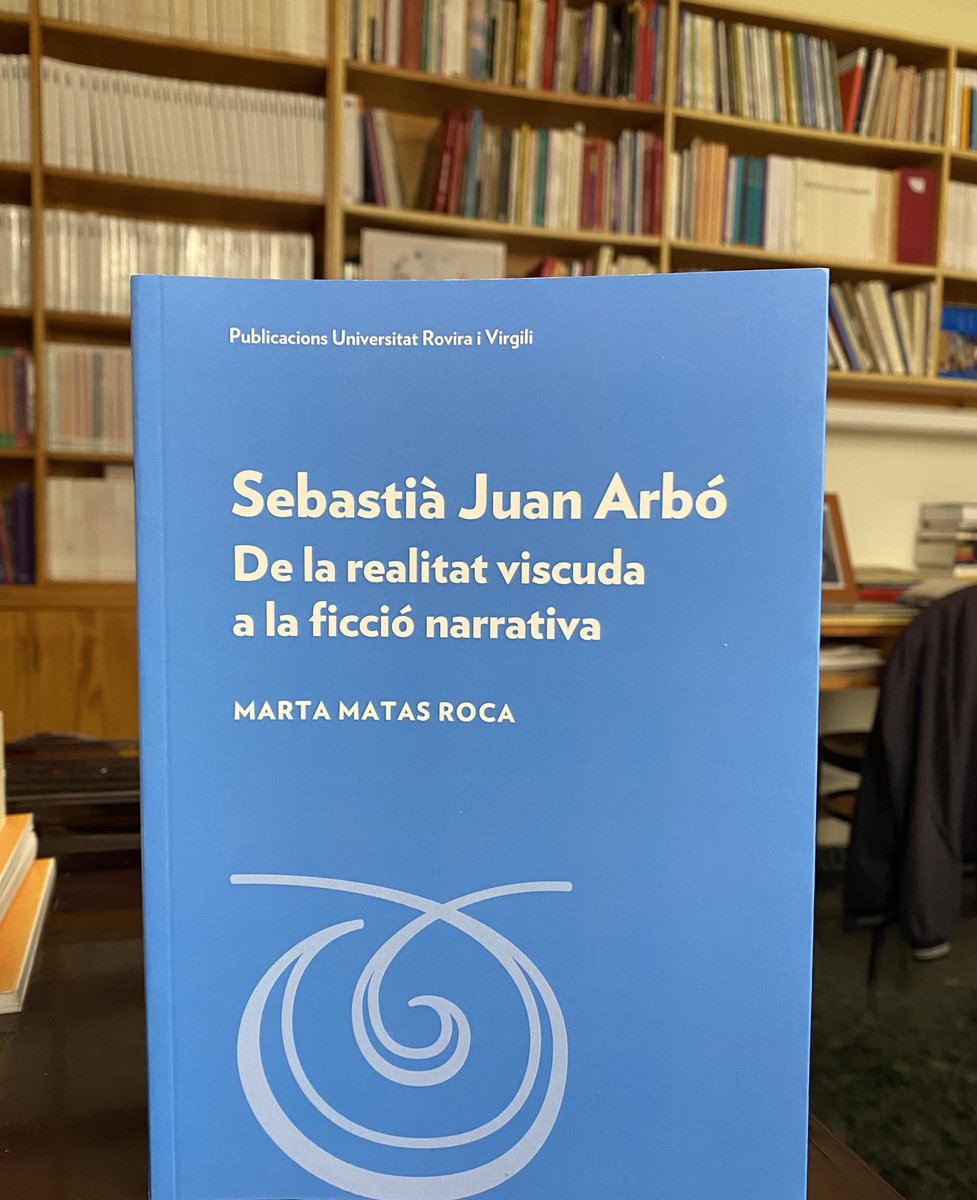 Publicacions Universitat Rovira i Virgili
Sebastià Juan Arbó
De la realitat viscuda
a la ficció narrativa
MARTA MATAS ROCA